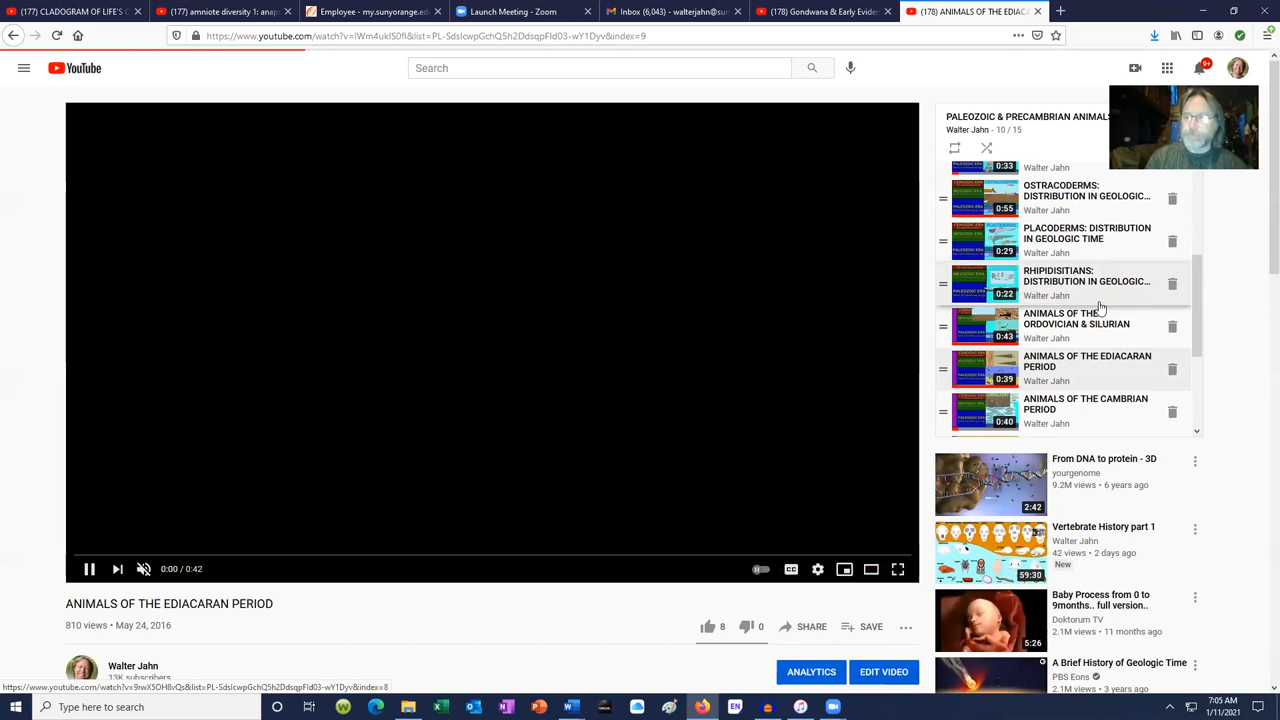 (177) CLADOGRAM OF LIFE'S C
(177) amniote diversity 1: anap
Employee - my.sunyorange.ed
Launch Meeting - Zoom
Inbox (6,043) - walterjahn@sun
(178) Gondwana & Early Evide
(178) ANIMALS OF THE EDIACA
https://www.youtube.com/watch?v=IWm4ukIS0fI&list=PL-SdsIcwpGchQ5h2DdsqpFId03-wY1Dyv&index=9
YouTube
Search
9+
PALEOZOIC & PRECAMBRIAN ANIMALS
Walter Jahn - 10 / 15
0:33
Walter Jahn
OSTRACODERMS:
DISTRIBUTION IN GEOLOGIC...
0:55
Walter Jahn
PLACODERMS: DISTRIBUTION
IN GEOLOGIC TIME
0:29
Walter Jahn
RHIPIDISITIANS:
DISTRIBUTION IN GEOLOGIC...
0:22
Walter Jahn
ANIMALS OF THE
ORDOVICIAN & SILURIAN
0:43
Walter Jahn
ANIMALS OF THE EDIACARAN
PERIOD
0:39
Walter Jahn
ANIMALS OF THE CAMBRIAN
PERIOD
0:40
Walter Jahn
From DNA to protein - 3D
yourgenome
9.2M views • 6 years ago
2:42
Vertebrate History part 1
Walter Jahn
42 views • 2 days ago
New
59:30
Baby Process from 0 to
9months.. full version..
Doktorum TV
2.1M views • 11 months ago
5:26
A Brief History of Geologic Time
PBS Eons
2.1M views • 3 years ago
0:00 / 0:42
CC
ANIMALS OF THE EDIACARAN PERIOD
810 views • May 24, 2016
8
0
SHARE
SAVE
Walter Jahn
13K subscribers
ANALYTICS
EDIT VIDEO
Type here to search
7:05 AM
1/11/2021